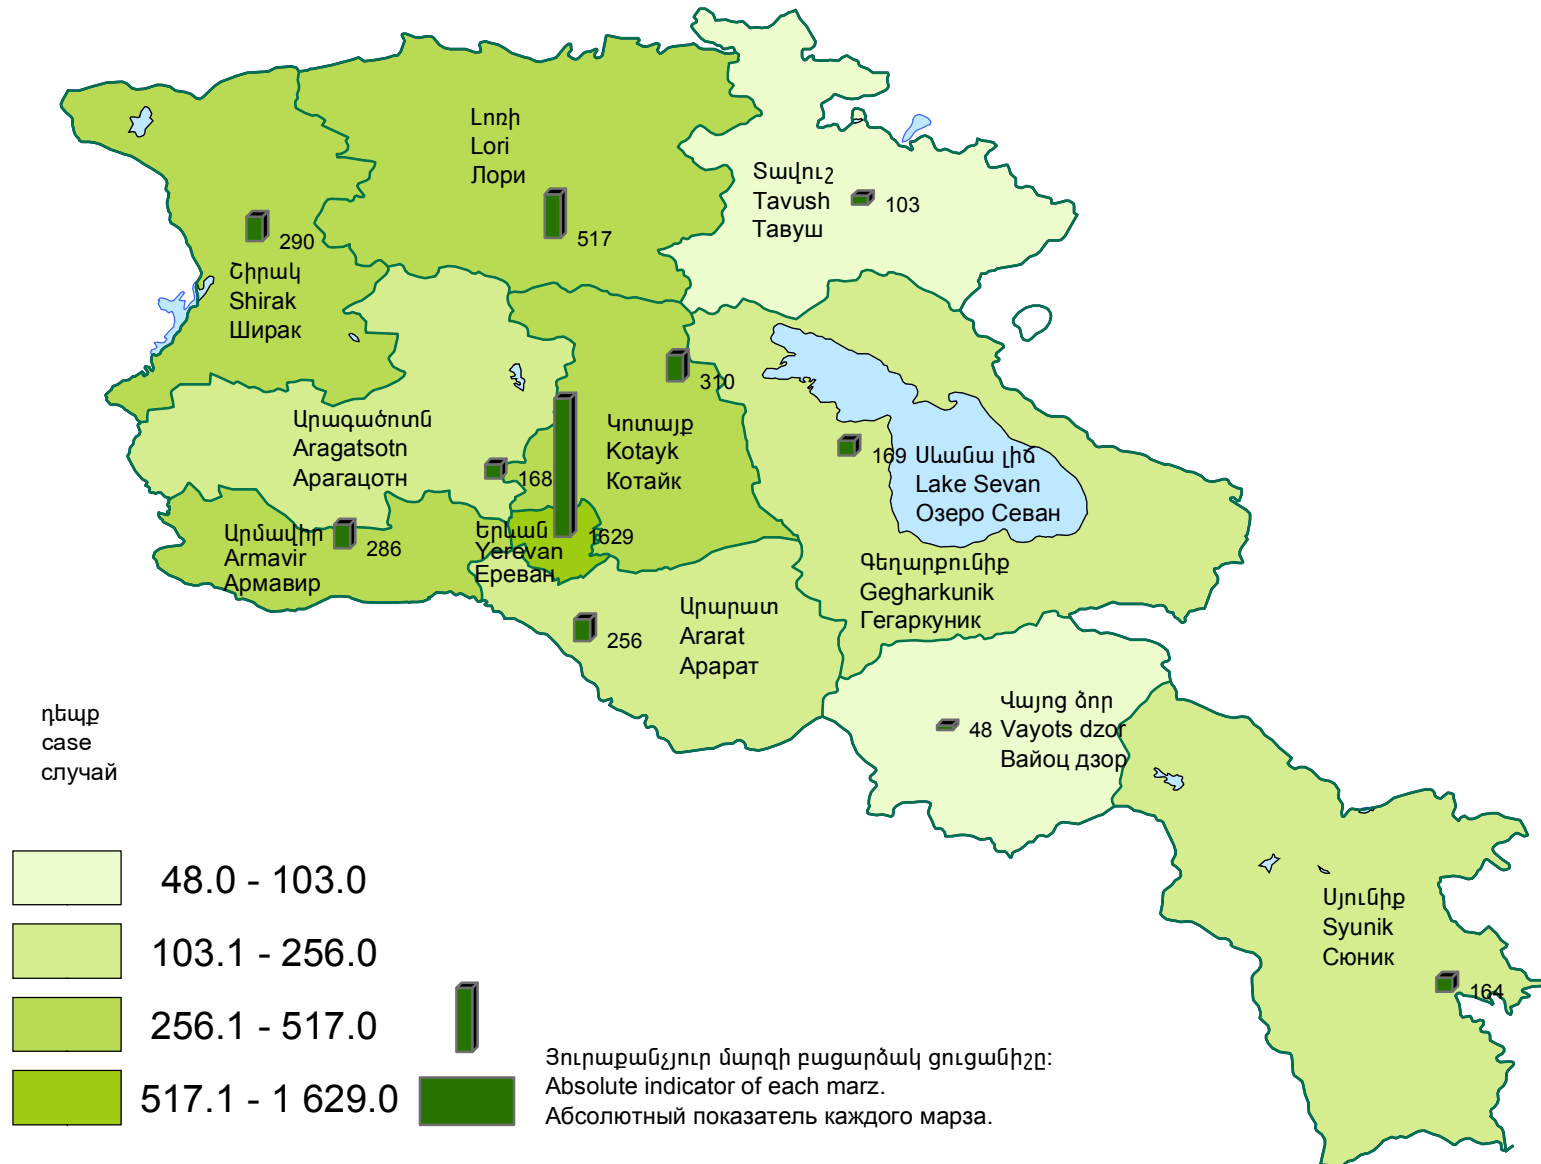 Լոռի
Lori
Лори
517
Տավուշ
Tavush
Тавуш
103
290
Շիրակ
Shirak
Ширак
310
Կոտայք
Kotayk
Котайк
Արագածոտն
Aragatsotn
Арагацотн
168
169
Սևանա լիճ
Lake Sevan
Озеро Севан
Արմավիր
Armavir
Армавир
286
Երևան
Yerevan
Ереван
1629
Գեղարքունիք
Gegharkunik
Гегаркуник
Արարատ
Ararat
Арарат
256
Վայոց ձոր
48 Vayots dzor
Вайоц дзор
Սյունիք
Syunik
Сюник
164
դեպք
case
случай
48.0 - 103.0
103.1 - 256.0
256.1 - 517.0
517.1 - 1 629.0
Յուրաքանչյուր մարզի բացարձակ ցուցանիշը:
Absolute indicator of each marz.
Абсолютный показатель каждого марза.